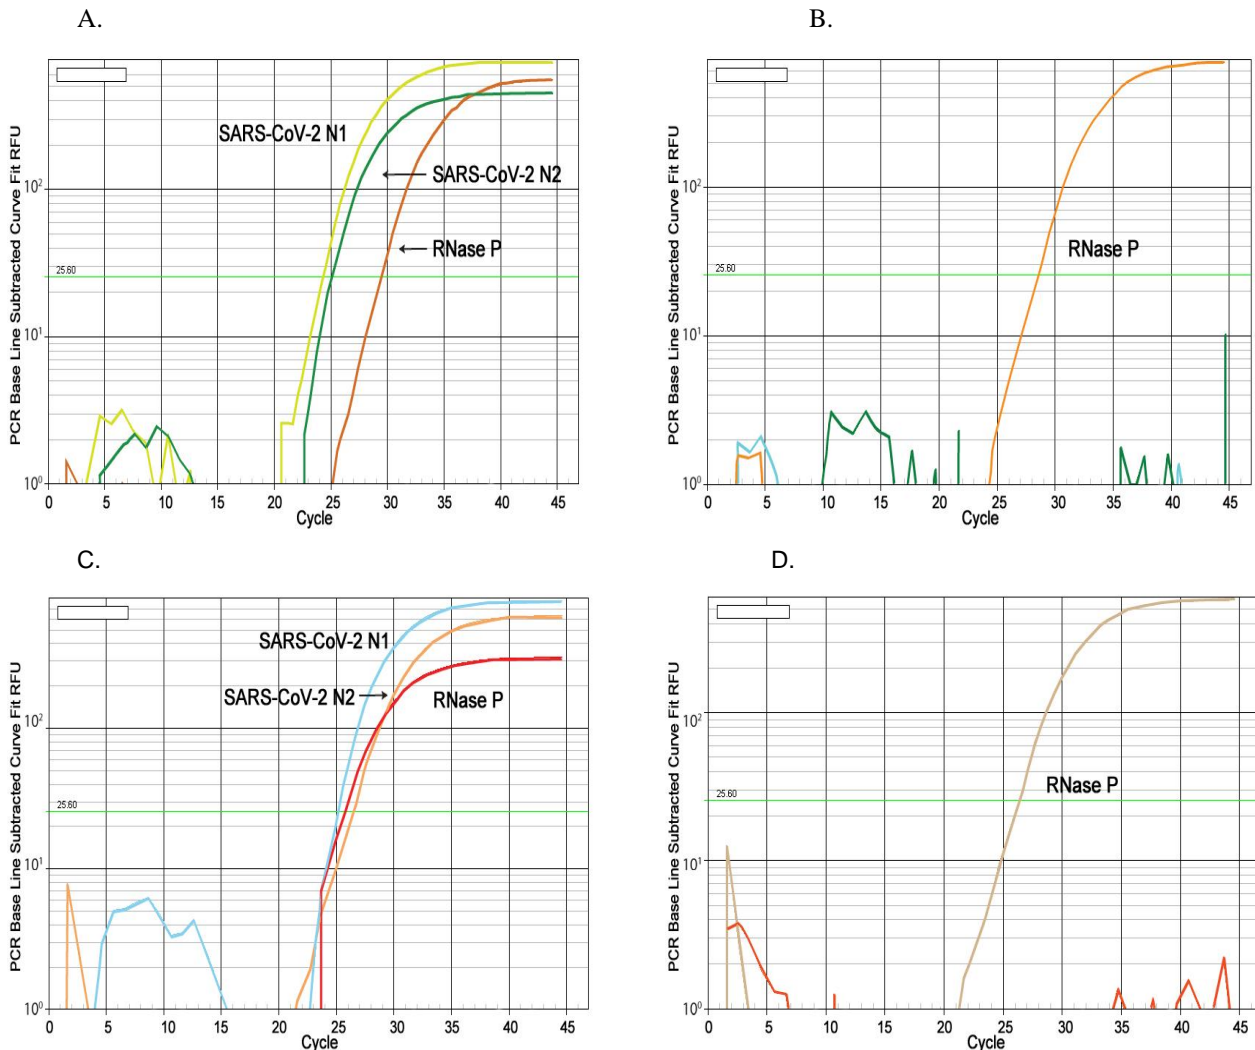 A.
PCR Base Line Subtracted Curve Fit RFU
10²
10¹
10⁰
25.60
SARS-CoV-2 N1
SARS-CoV-2 N2
RNase P
0 5 10 15 20 25 30 35 40 45
Cycle
B.
PCR Base Line Subtracted Curve Fit RFU
10²
10¹
10⁰
25.60
RNase P
0 5 10 15 20 25 30 35 40 45
Cycle
C.
PCR Base Line Subtracted Curve Fit RFU
10²
10¹
10⁰
25.60
SARS-CoV-2 N1
SARS-CoV-2 N2
RNase P
0 5 10 15 20 25 30 35 40 45
Cycle
D.
PCR Base Line Subtracted Curve Fit RFU
10²
10¹
10⁰
25.60
RNase P
0 5 10 15 20 25 30 35 40 45
Cycle